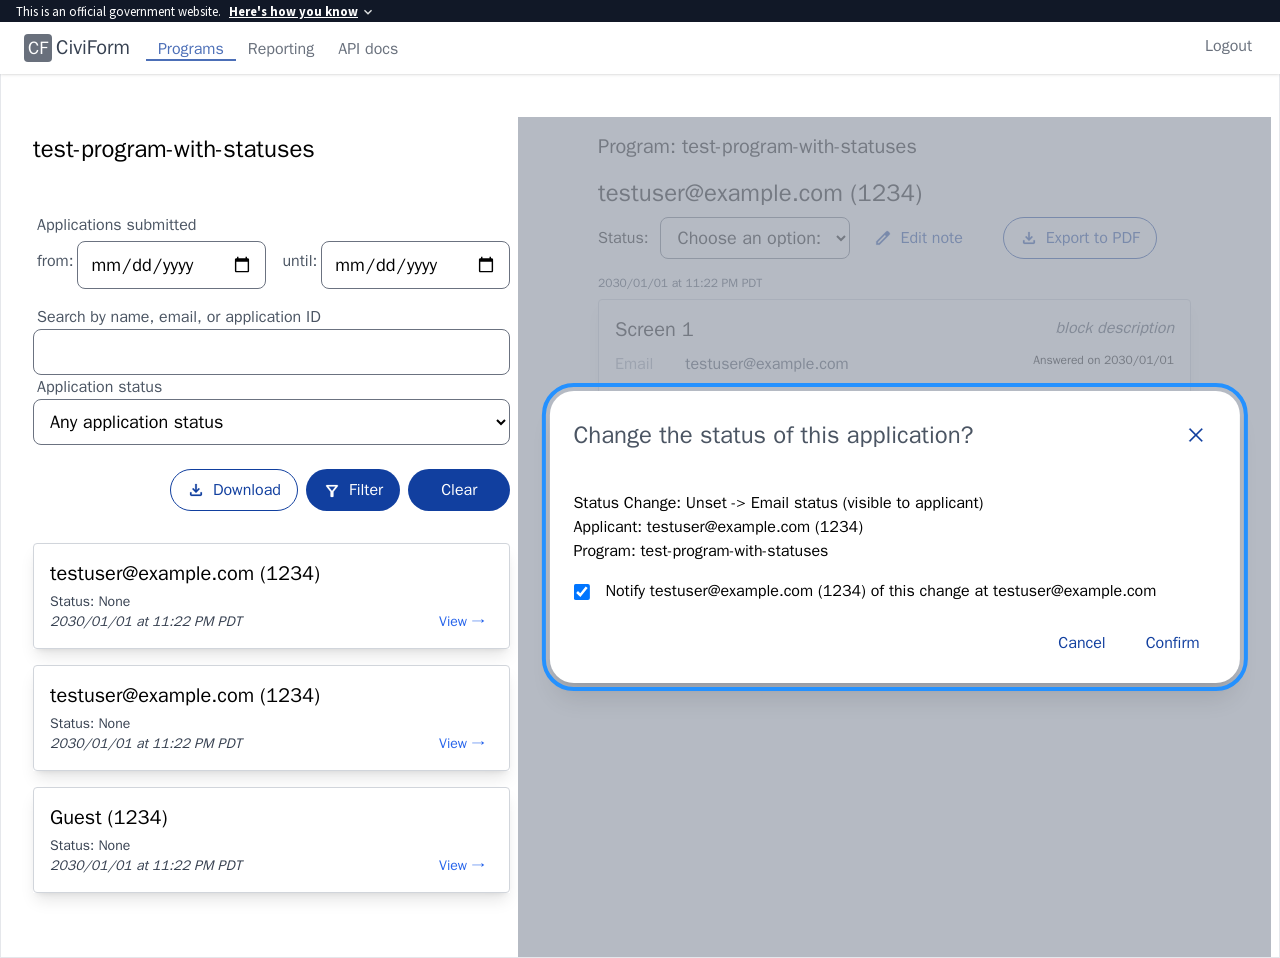 This is an official government website. Here's how you know
CF CiviForm Programs Reporting API docs Logout
test-program-with-statuses
Applications submitted
from: mm/dd/yyyy until: mm/dd/yyyy
Search by name, email, or application ID
Application status
Any application status
Download Filter Clear
testuser@example.com (1234)
Status: None
2030/01/01 at 11:22 PM PDT View →
testuser@example.com (1234)
Status: None
2030/01/01 at 11:22 PM PDT View →
Guest (1234)
Status: None
2030/01/01 at 11:22 PM PDT View →
Program: test-program-with-statuses
testuser@example.com (1234)
Status: Choose an option: Edit note Export to PDF
2030/01/01 at 11:22 PM PDT
Screen 1 block description
Email testuser@example.com Answered on 2030/01/01
Change the status of this application?
Status Change: Unset -> Email status (visible to applicant)
Applicant: testuser@example.com (1234)
Program: test-program-with-statuses
Notify testuser@example.com (1234) of this change at testuser@example.com
Cancel Confirm